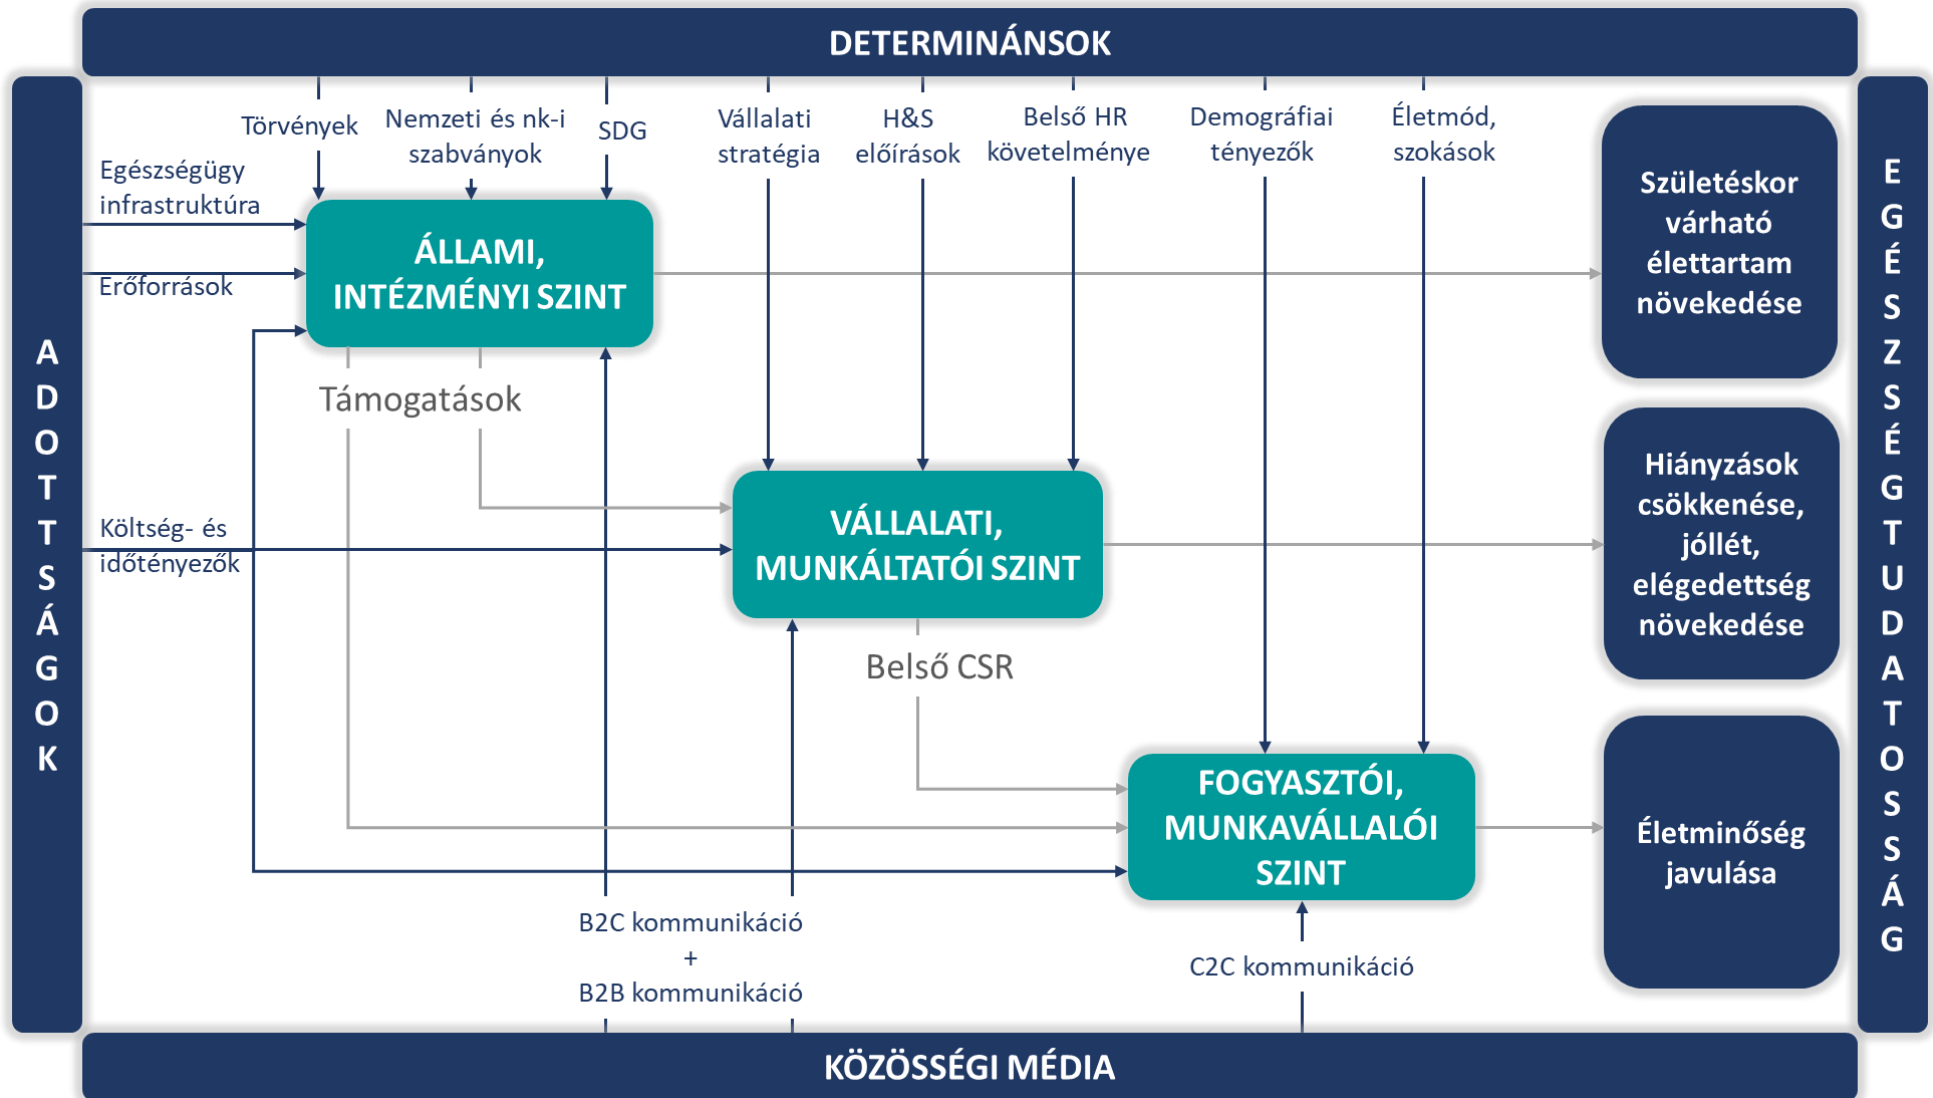 DETERMINÁNSOK
Törvények
Nemzeti és nk-i
szabványok
SDG
Vállalati
stratégia
H&S
előírások
Belső HR
követelménye
Demográfiai
tényezők
Életmód,
szokások
ADOTTSÁGOK
Egészségügy
infrastruktúra
Erőforrások
Költség- és
időtényezők
ÁLLAMI,
INTÉZMÉNYI SZINT
Támogatások
VÁLLALATI,
MUNKÁLTATÓI SZINT
Belső CSR
FOGYASZTÓI,
MUNKAVÁLLALÓI
SZINT
B2C kommunikáció
+
B2B kommunikáció
C2C kommunikáció
Születéskor
várható
élettartam
növekedése
Hiányzások
csökkenése,
jóllét,
elégedettség
növekedése
Életminőség
javulása
EGÉSZSÉGTUDATOSSÁG
KÖZÖSSÉGI MÉDIA